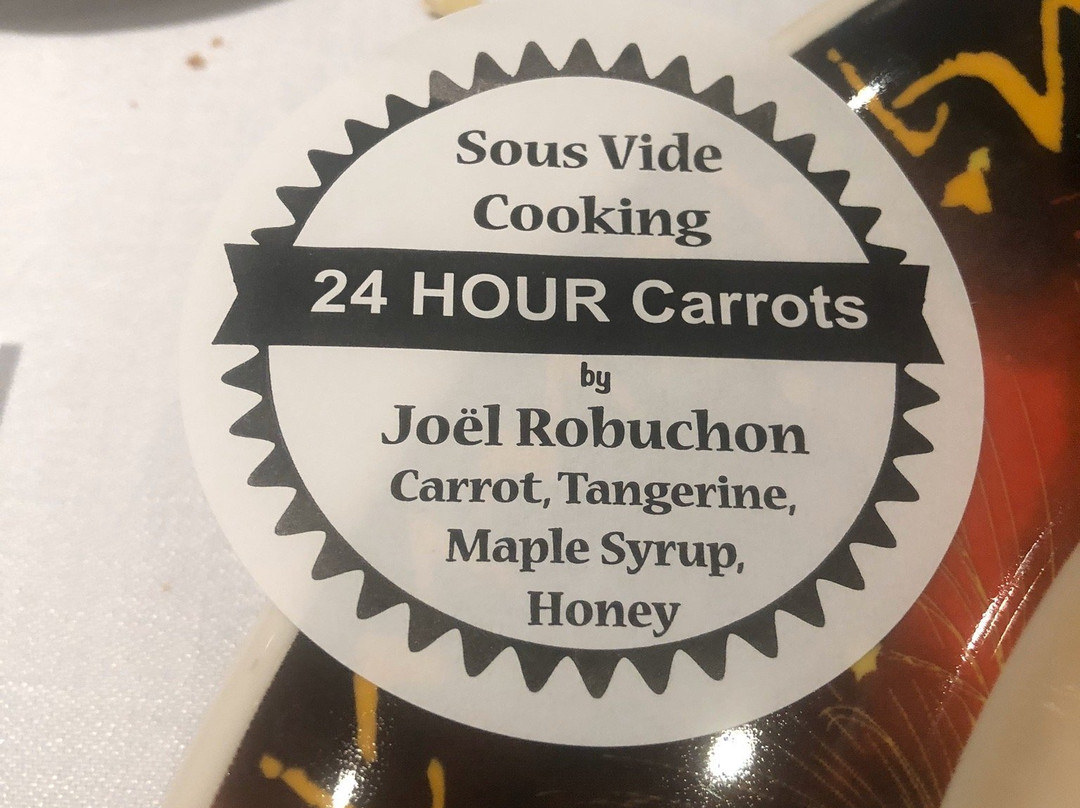 Sous Vide
Cooking
24 HOUR Carrots
by
Joël Robuchon
Carrot, Tangerine,
Maple Syrup,
Honey